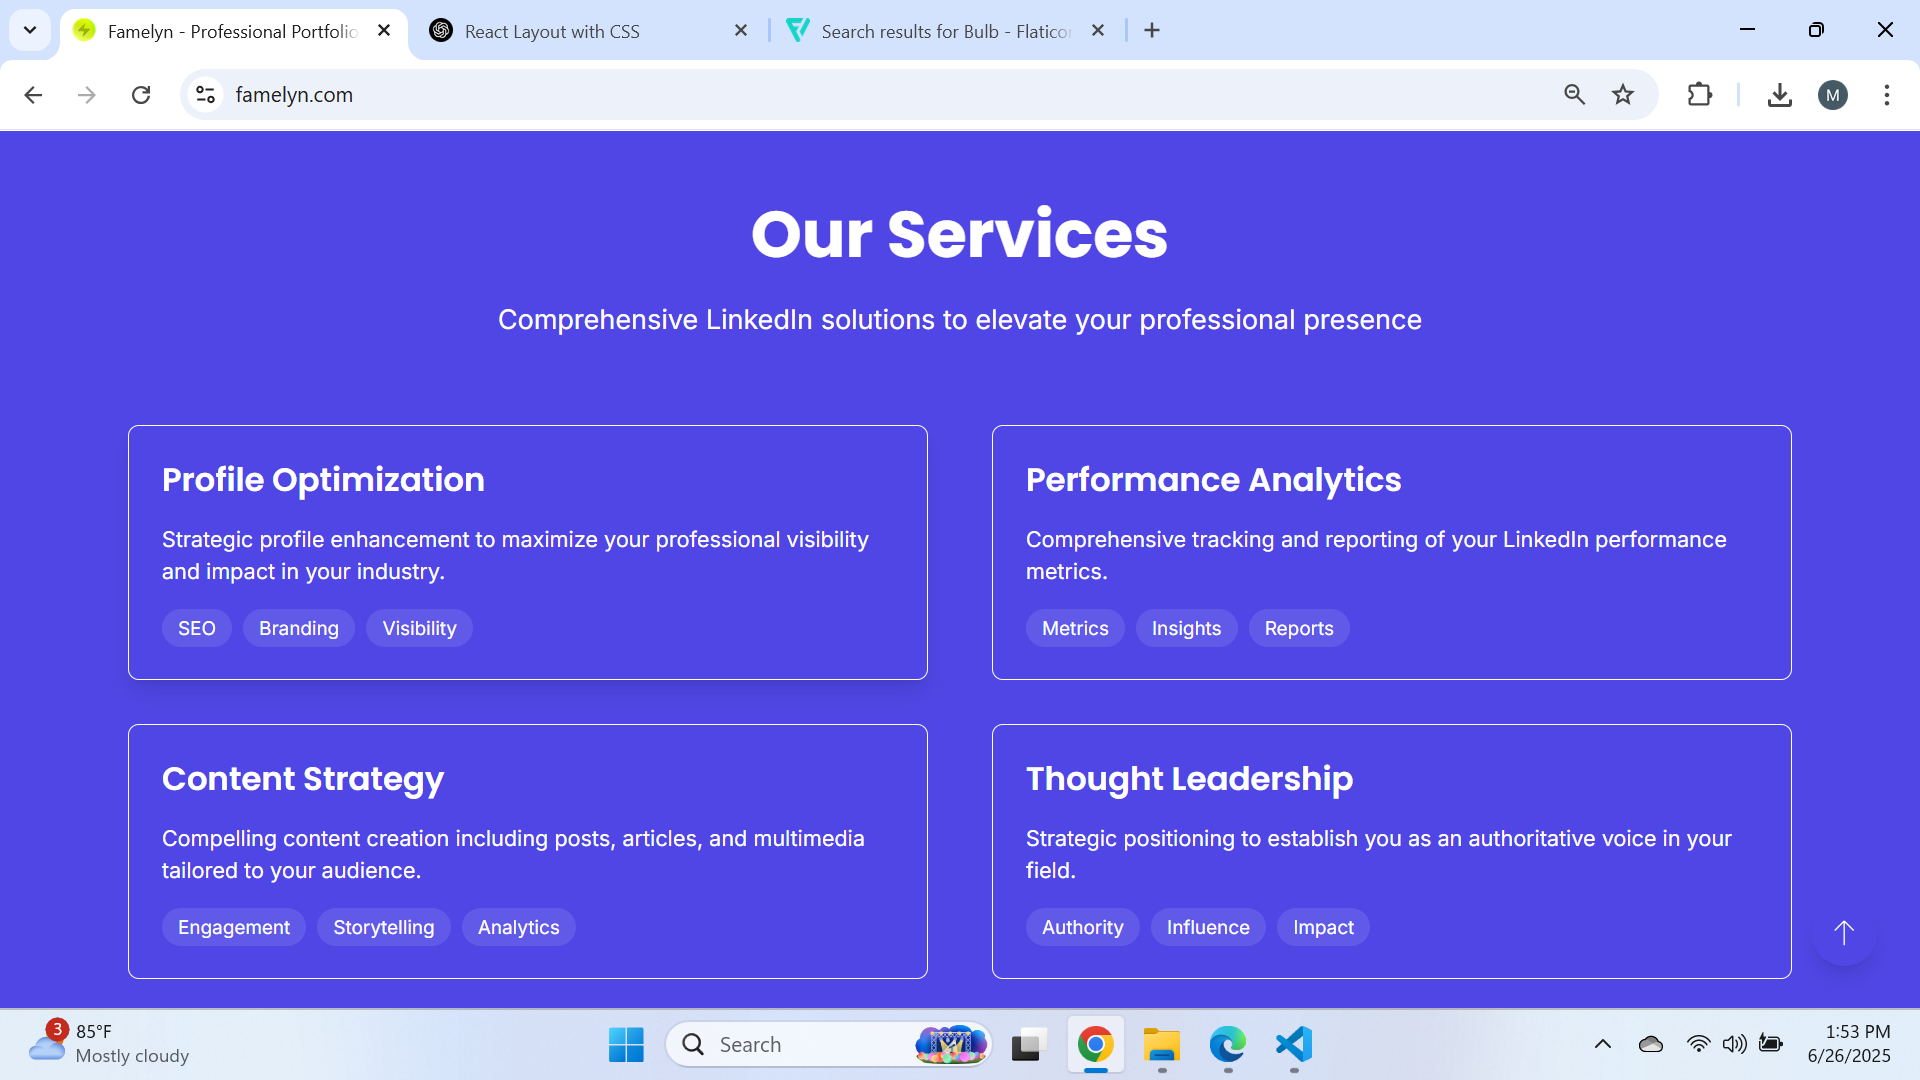 Famelyn - Professional Portfolio
React Layout with CSS
Search results for Bulb - Flaticon
famelyn.com
M
Our Services
Comprehensive LinkedIn solutions to elevate your professional presence
Profile Optimization
Strategic profile enhancement to maximize your professional visibility
and impact in your industry.
SEO
Branding
Visibility
Performance Analytics
Comprehensive tracking and reporting of your LinkedIn performance
metrics.
Metrics
Insights
Reports
Content Strategy
Compelling content creation including posts, articles, and multimedia
tailored to your audience.
Engagement
Storytelling
Analytics
Thought Leadership
Strategic positioning to establish you as an authoritative voice in your
field.
Authority
Influence
Impact
3
85°F
Mostly cloudy
Search
1:53 PM
6/26/2025